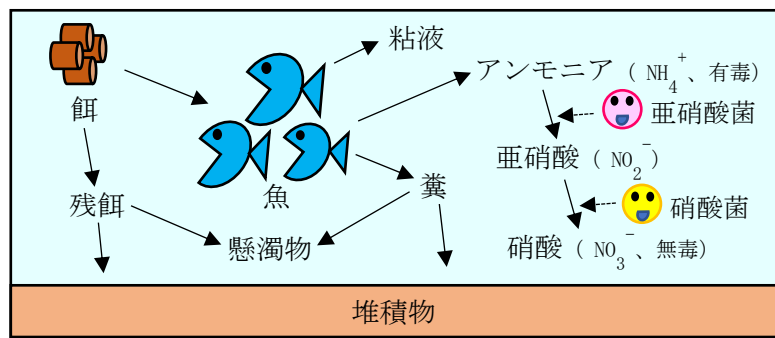 粘液
アンモニア ( NH₄⁺、有毒)
餌
亜硝酸菌
亜硝酸 ( NO₂⁻)
魚
糞
残餌
硝酸菌
懸濁物
硝酸 ( NO₃⁻、無毒)
堆積物